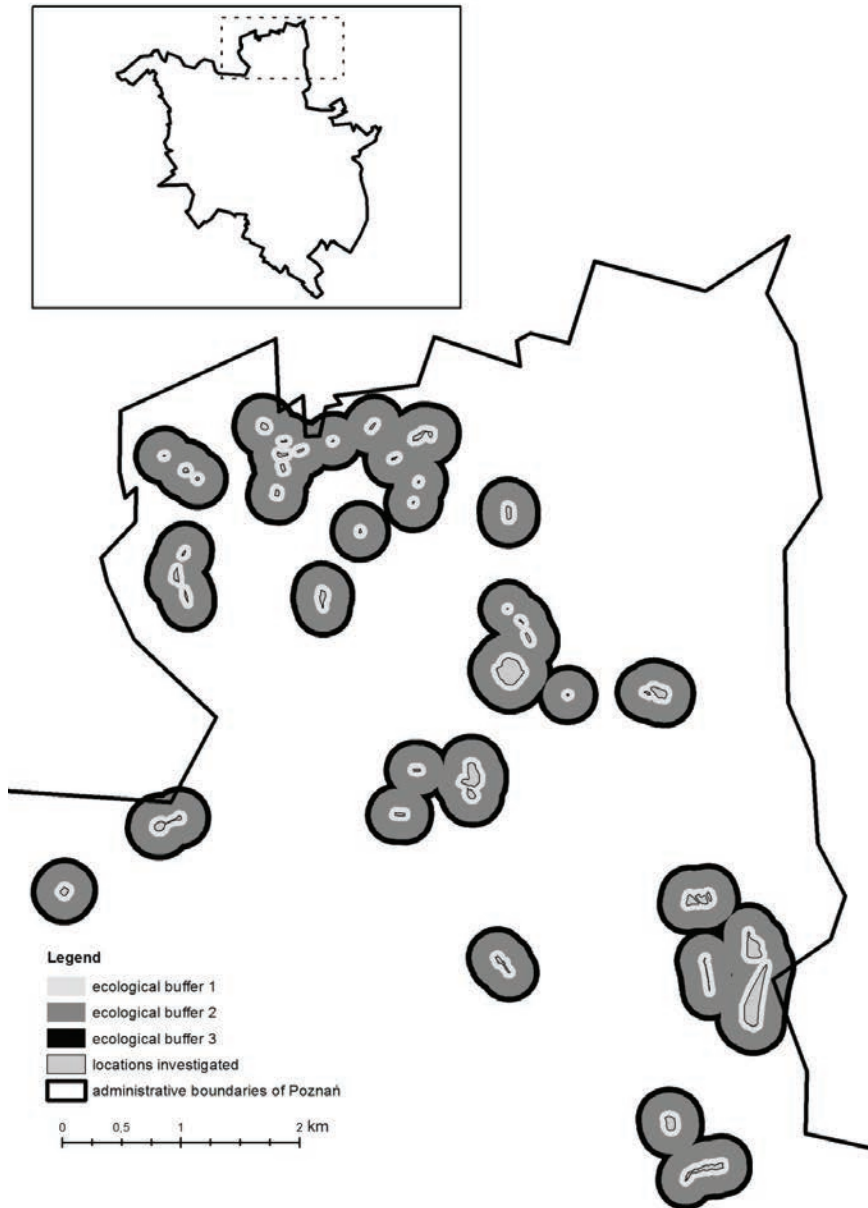 Legend
ecological buffer 1
ecological buffer 2
ecological buffer 3
locations investigated
administrative boundaries of Poznań
0 0,5 1 2 km